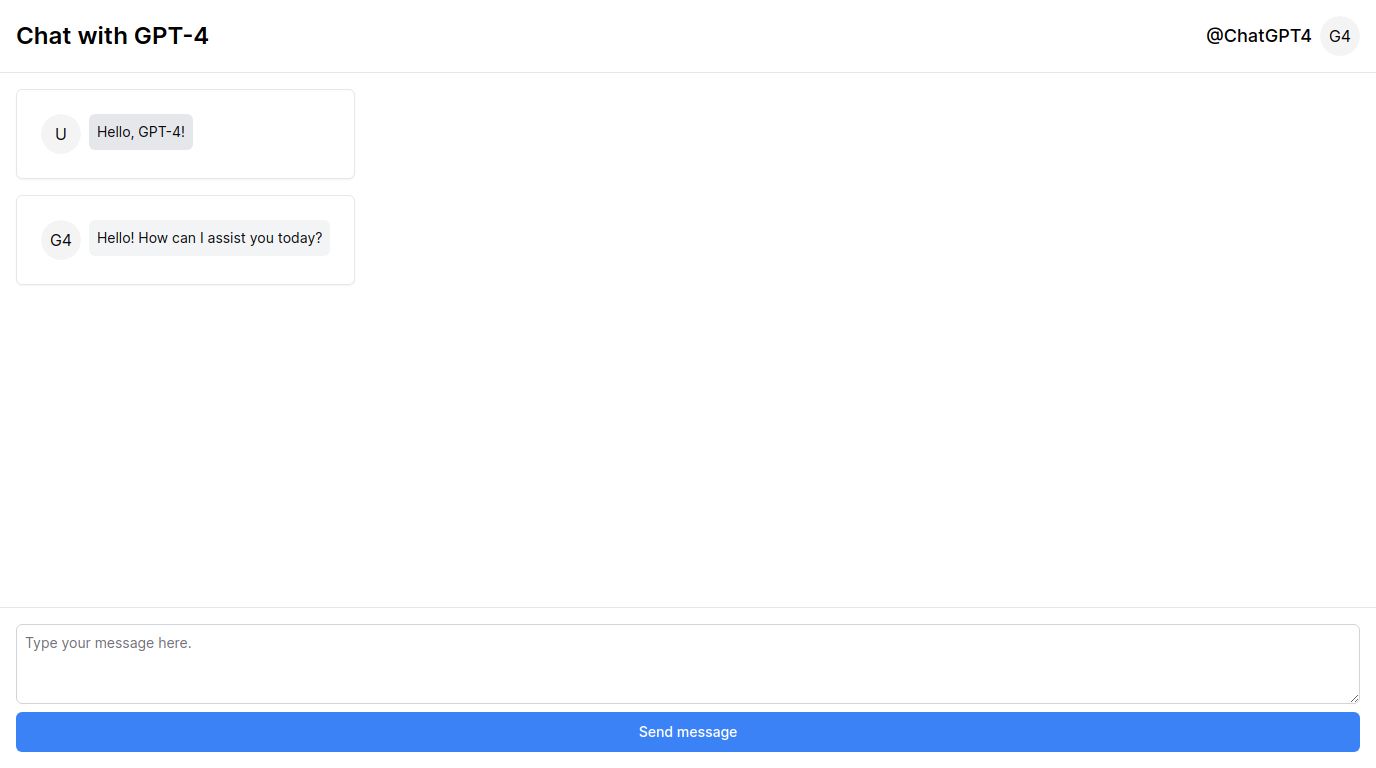 Chat with GPT-4
@ChatGPT4
G4
U
Hello, GPT-4!
G4
Hello! How can I assist you today?
Type your message here.
Send message